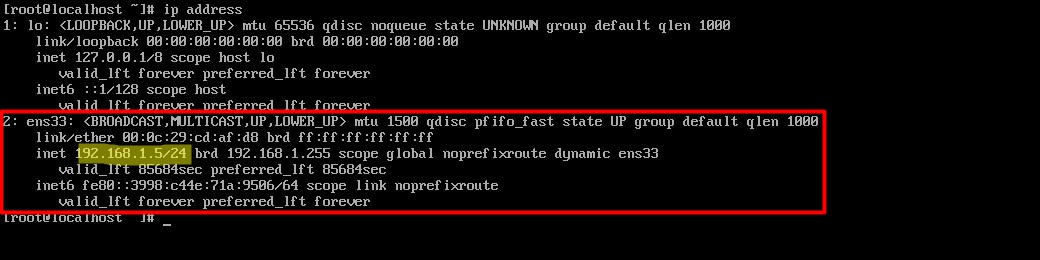 [root@localhost ~]# ip address
1: lo: <LOOPBACK,UP,LOWER_UP> mtu 65536 qdisc noqueue state UNKNOWN group default qlen 1000
link/loopback 00:00:00:00:00:00 brd 00:00:00:00:00:00
inet 127.0.0.1/8 scope host lo
valid_lft forever preferred_lft forever
inet6 ::1/128 scope host
valid_lft forever preferred_lft forever
2: ens33: <BROADCAST,MULTICAST,UP,LOWER_UP> mtu 1500 qdisc pfifo_fast state UP group default qlen 1000
link/ether 00:0c:29:cd:af:d8 brd ff:ff:ff:ff:ff:ff
inet 192.168.1.5/24 brd 192.168.1.255 scope global noprefixroute dynamic ens33
valid_lft 85684sec preferred_lft 85684sec
inet6 fe80::3998:c44e:71a:9506/64 scope link noprefixroute
valid_lft forever preferred_lft forever
[root@localhost ]# _